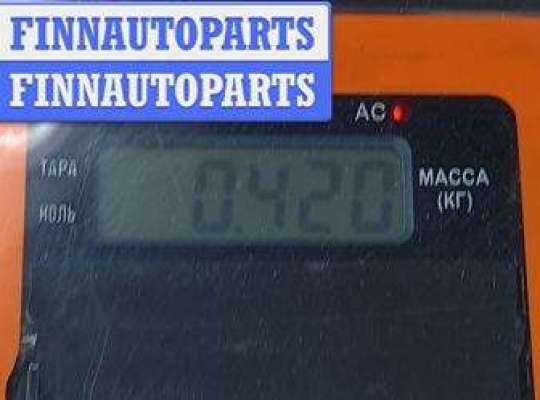 FINNAUTOPARTS
FINNAUTOPARTS
AC
ТАРА
0.420
МАССА
НОЛЬ
(КГ)